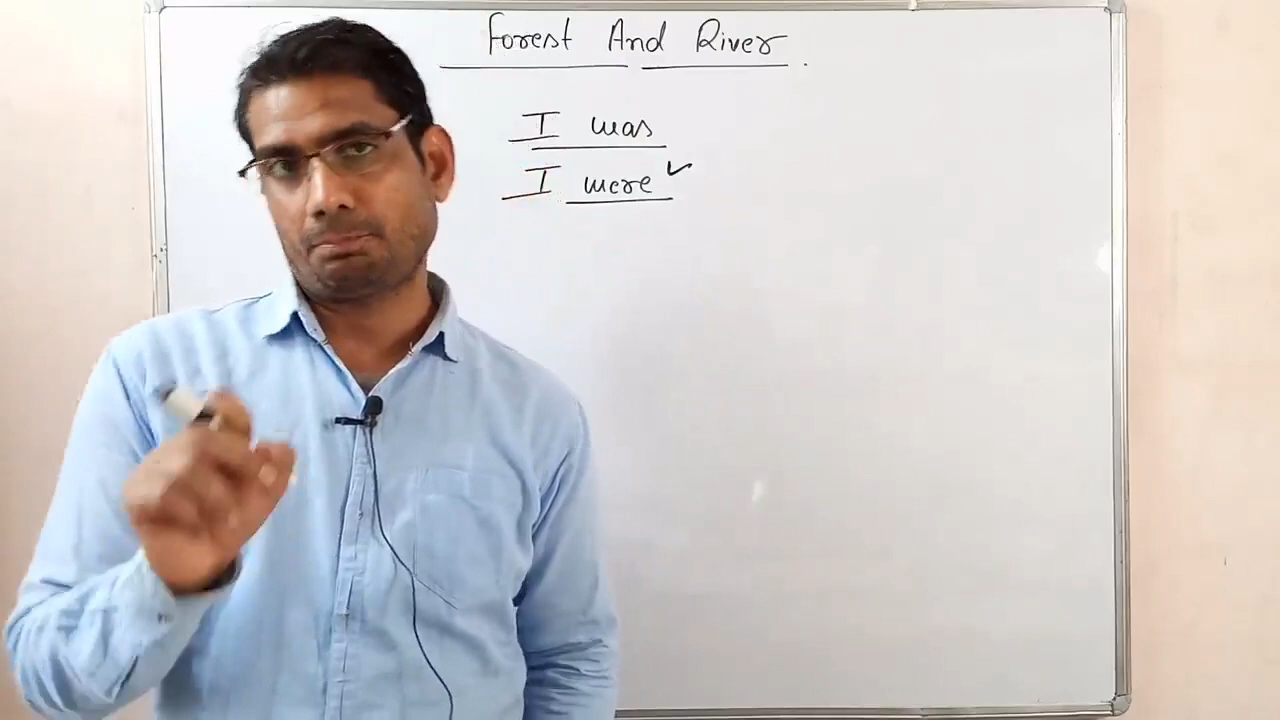 Forest And River.
I was
I were ✓